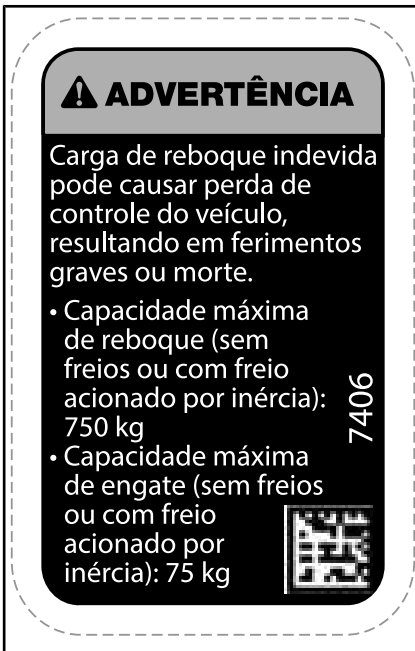 ADVERTÊNCIA
Carga de reboque indevida
pode causar perda de
controle do veículo,
resultando em ferimentos
graves ou morte.
• Capacidade máxima
de reboque (sem
freios ou com freio
acionado por inércia):
750 kg
• Capacidade máxima
de engate (sem freios
ou com freio
acionado por
inércia): 75 kg
7406